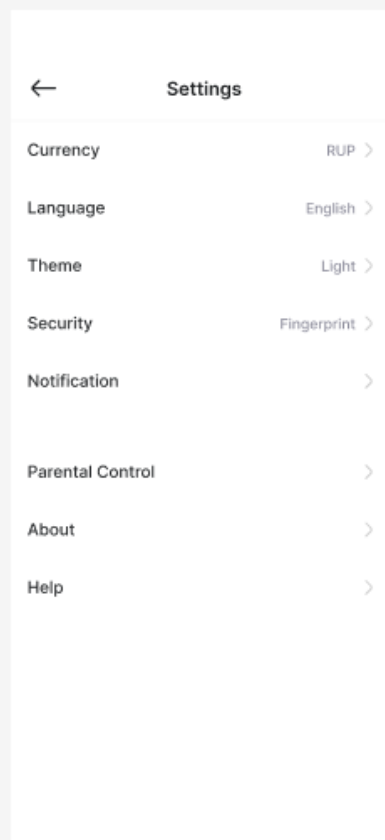 Settings
Currency RUP
Language English
Theme Light
Security Fingerprint
Notification
Parental Control
About
Help